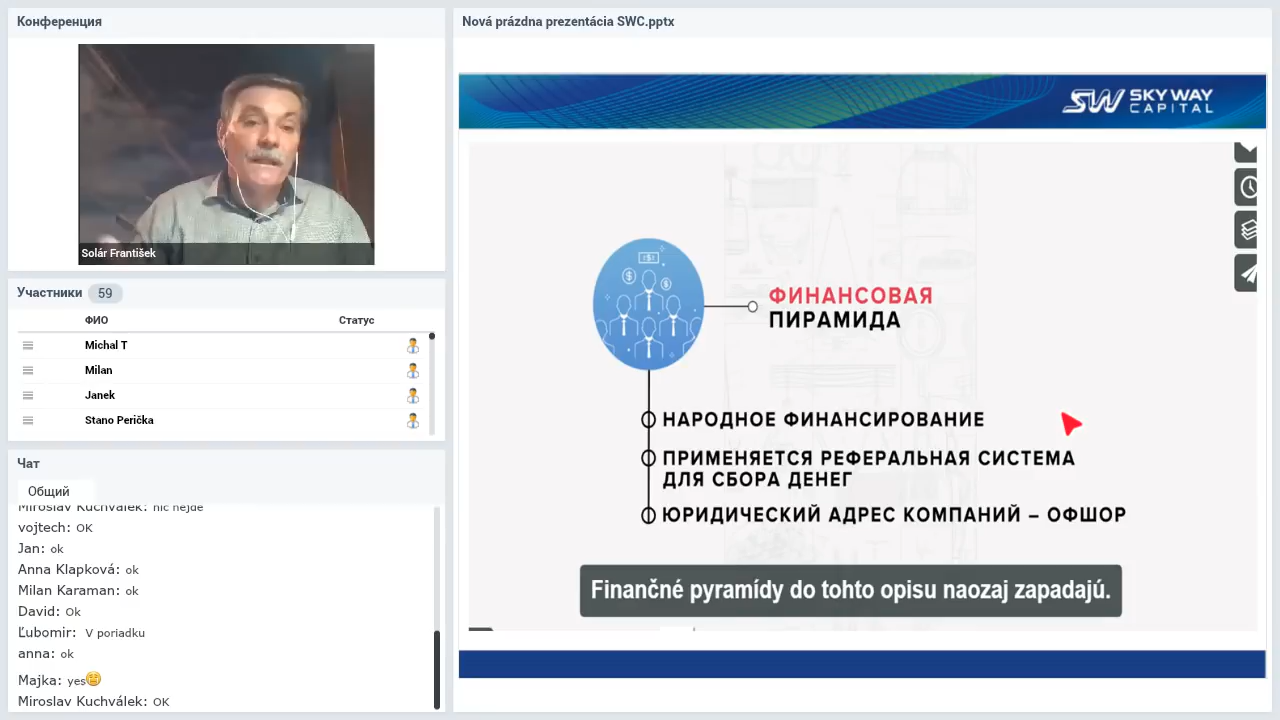 Конференция
Solár František
Участники 59
ФИО Статус
Michal T
Milan
Janek
Stano Perička
Чат
Общий
Miroslav Kuchválek: nic nejde
vojtech: OK
Jan: ok
Anna Klapková: ok
Milan Karaman: ok
David: Ok
Ľubomir: V poriadku
anna: ok
Majka: yes
Miroslav Kuchválek: OK
Nová prázdna prezentácia SWC.pptx
SW SKY WAY
CAPITAL
ФИНАНСОВАЯ
ПИРАМИДА
НАРОДНОЕ ФИНАНСИРОВАНИЕ
ПРИМЕНЯЕТСЯ РЕФЕРАЛЬНАЯ СИСТЕМА
ДЛЯ СБОРА ДЕНЕГ
ЮРИДИЧЕСКИЙ АДРЕС КОМПАНИЙ – ОФШОР
Finančné pyramídy do tohto opisu naozaj zapadajú.